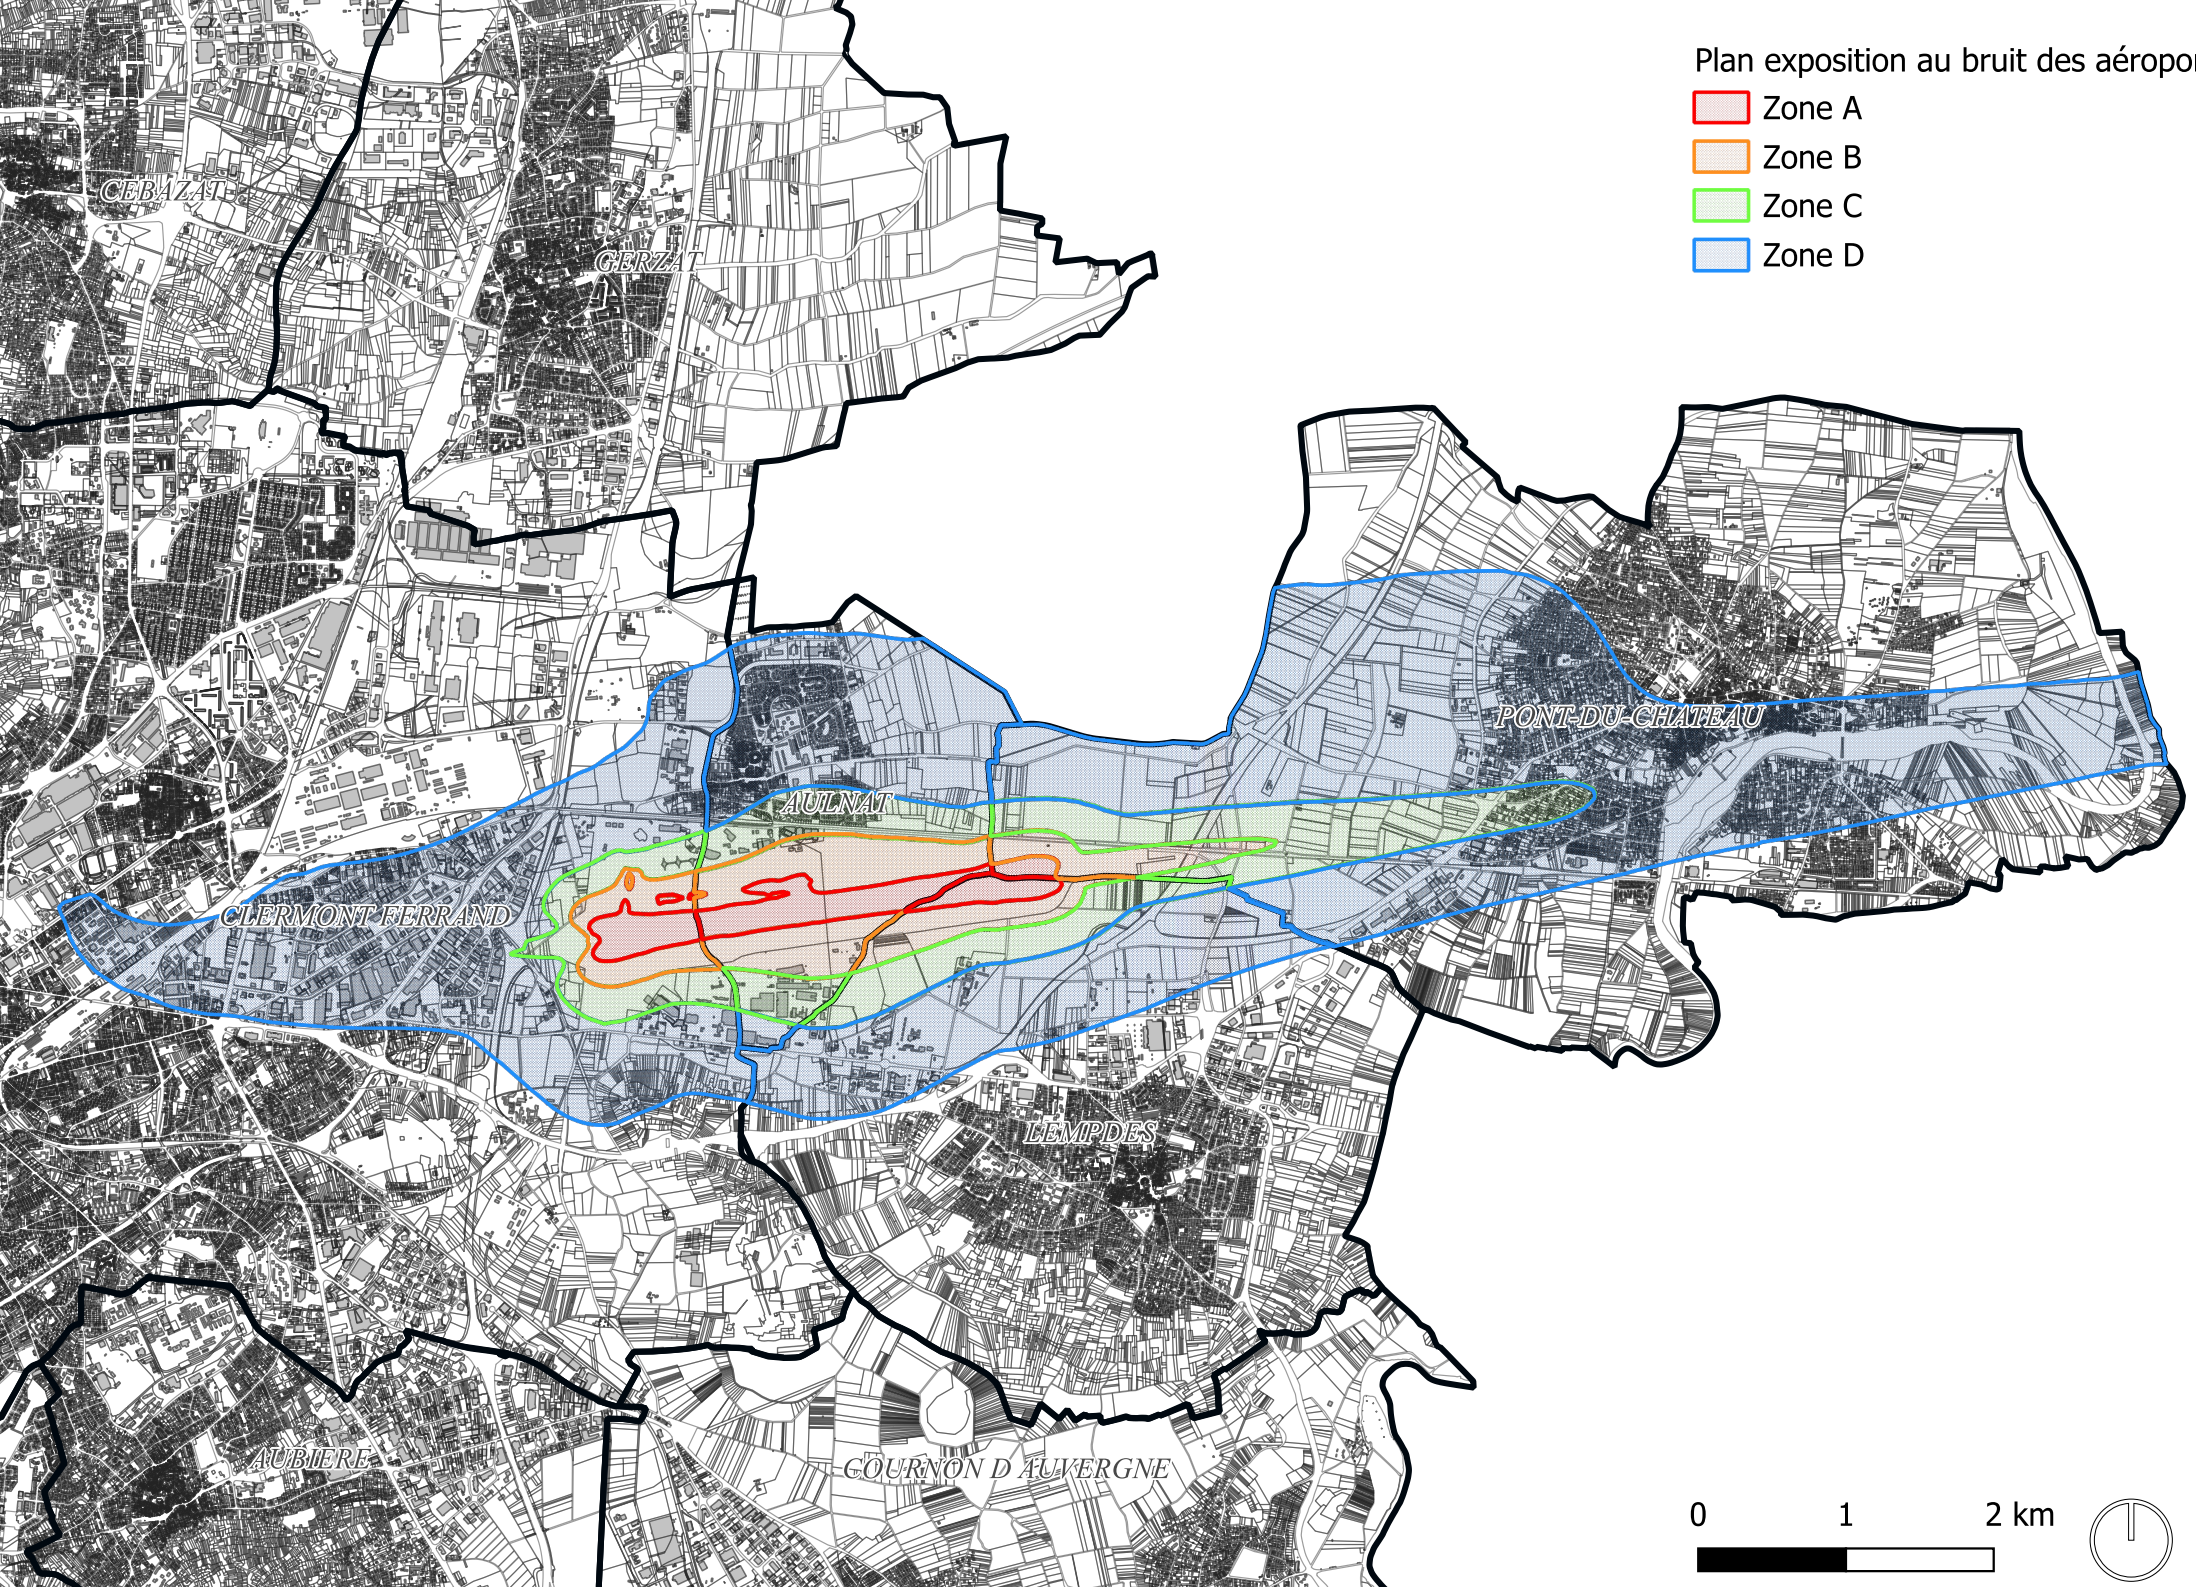 Plan exposition au bruit des aéropor
Zone A
Zone B
Zone C
Zone D
CEBAZAT
GERZAT
PONT-DU-CHATEAU
AULNAT
CLERMONT FERRAND
LEMPDES
AUBIERE
COURNON D AUVERGNE
0 1 2 km